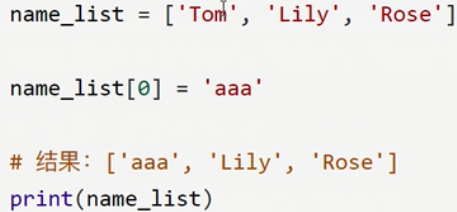 name_list = ['Tom', 'Lily', 'Rose']
name_list[0] = 'aaa'
# 结果：['aaa', 'Lily', 'Rose']
print(name_list)